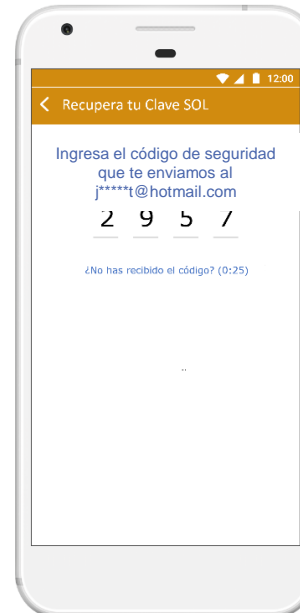 12:00
Recupera tu Clave SOL
Ingresa el código de seguridad
que te enviamos al
j*****t@hotmail.com
2 9 5 7
¿No has recibido el código? (0:25)
..